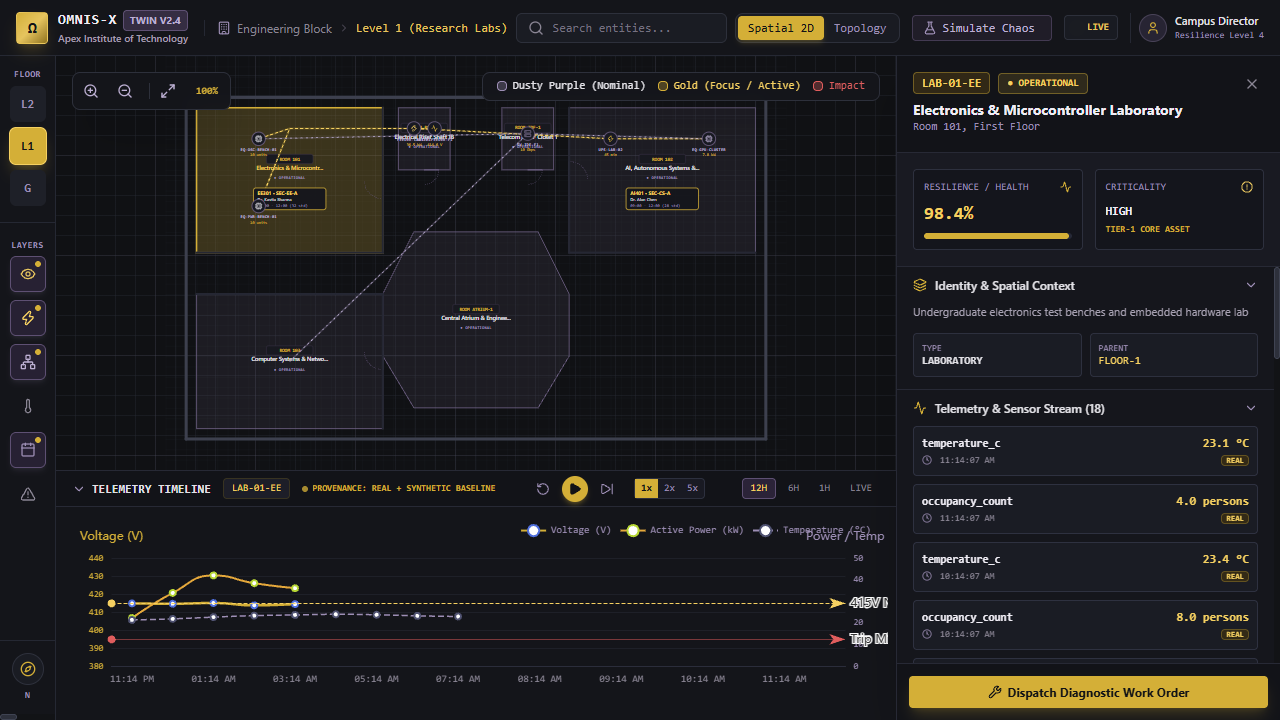 Ω OMNIS-X TWIN V2.4
Apex Institute of Technology
Engineering Block > Level 1 (Research Labs)
Search entities...
Spatial 2D Topology
Simulate Chaos
LIVE
Campus Director
Resilience Level 4
FLOOR
L2
L1
G
LAYERS
N
100%
Dusty Purple (Nominal) Gold (Focus / Active) Impact
ROOM 101
Electronics & Microcontr...
OPERATIONAL
EE301 • SEC-EE-A
ROOM 102
AI, Autonomous Systems &...
OPERATIONAL
AI401 • SEC-CS-A
Dr. Alan Chen
ROOM ATRIUM-1
Central Atrium & Enginee...
OPERATIONAL
Computer Systems & Netwo...
OPERATIONAL
TELEMETRY TIMELINE LAB-01-EE PROVENANCE: REAL + SYNTHETIC BASELINE
1x 2x 5x
12H 6H 1H LIVE
Voltage (V) Active Power (kW) Temperature (°C)
Voltage (V)
Power / Temp
440
430
420
410
400
390
380
50
40
20
10
0
415V
Trip
11:14 PM 01:14 AM 03:14 AM 05:14 AM 07:14 AM 08:14 AM 09:14 AM 10:14 AM 11:14 AM
LAB-01-EE • OPERATIONAL
Electronics & Microcontroller Laboratory
Room 101, First Floor
RESILIENCE / HEALTH
98.4%
CRITICALITY
HIGH
TIER-1 CORE ASSET
Identity & Spatial Context
Undergraduate electronics test benches and embedded hardware lab
TYPE
LABORATORY
PARENT
FLOOR-1
Telemetry & Sensor Stream (18)
temperature_c 23.1 °C
11:14:07 AM REAL
occupancy_count 4.0 persons
11:14:07 AM REAL
temperature_c 23.4 °C
10:14:07 AM REAL
occupancy_count 8.0 persons
10:14:07 AM REAL
Dispatch Diagnostic Work Order